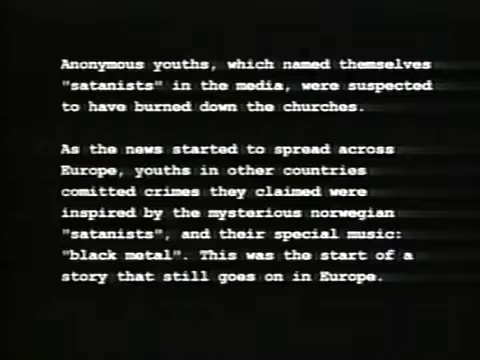 Anonymous youths, which named themselves
"satanists" in the media, were suspected
to have burned down the churches.
As the news started to spread across
Europe, youths in other countries
comitted crimes they claimed were
inspired by the mysterious norwegian
"satanists", and their special music:
"black metal". This was the start of a
story that still goes on in Europe.